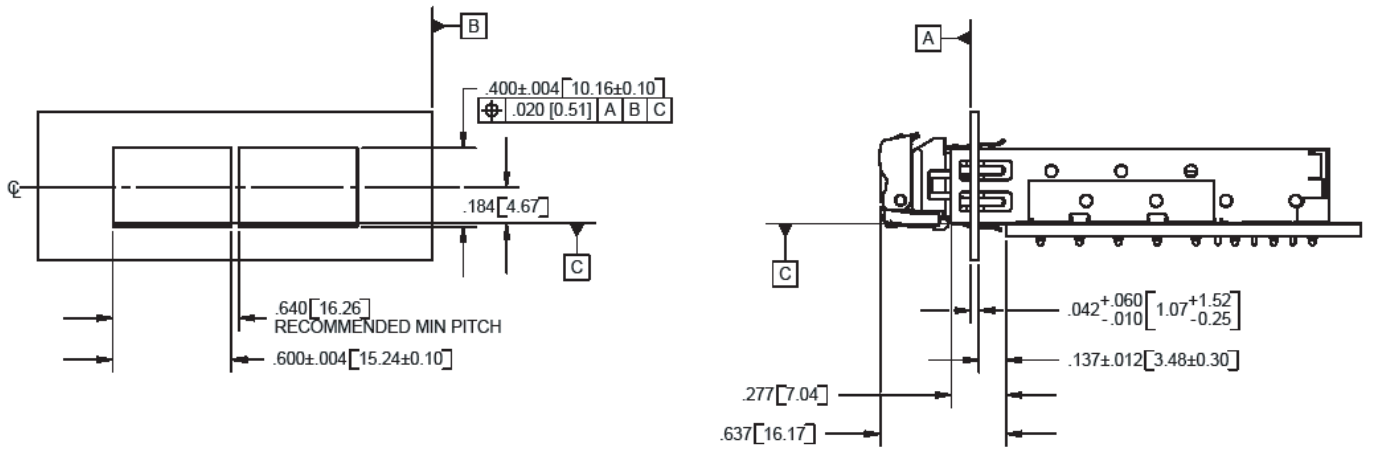 B
.400±.004[10.16±0.10]
⌖ .020 [0.51] A B C
℄
.184[4.67]
C
.640[16.26]
RECOMMENDED MIN PITCH
.600±.004[15.24±0.10]
A
C
.042+.060-.010[1.07+1.52-0.25]
.137±.012[3.48±0.30]
.277[7.04]
.637[16.17]